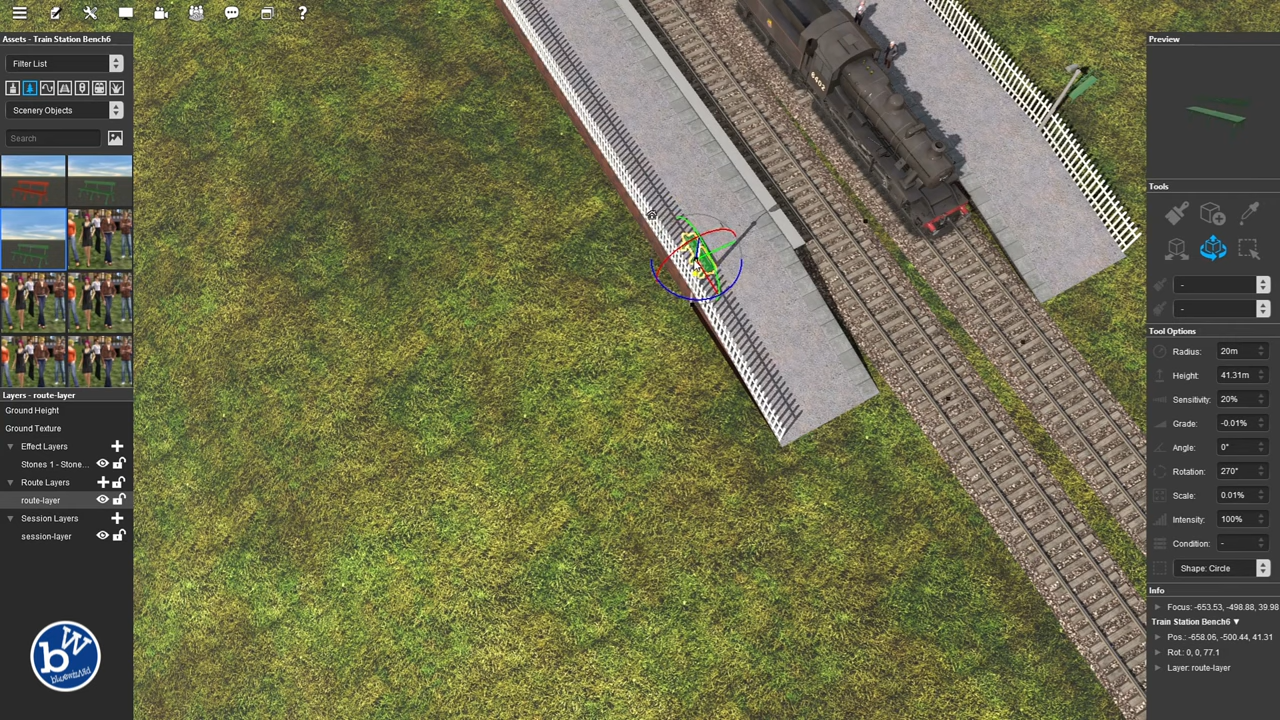 Assets - Train Station Bench6
Filter List
Scenery Objects
Search
Layers - route-layer
Ground Height
Ground Texture
Effect Layers
Stones 1 - Stone...
Route Layers
route-layer
Session Layers
session-layer
bW
bluewizard
6402
Preview
Tools
-
-
Tool Options
Radius: 20m
Height: 41.31m
Sensitivity: 20%
Grade: -0.01%
Angle: 0°
Rotation: 270°
Scale: 0.01%
Intensity: 100%
Condition: -
Shape: Circle
Info
Focus: -653.53, -498.88, 39.98
Train Station Bench6 ▼
Pos.: -658.06, -500.44, 41.31
Rot.: 0, 0, 77.1
Layer: route-layer